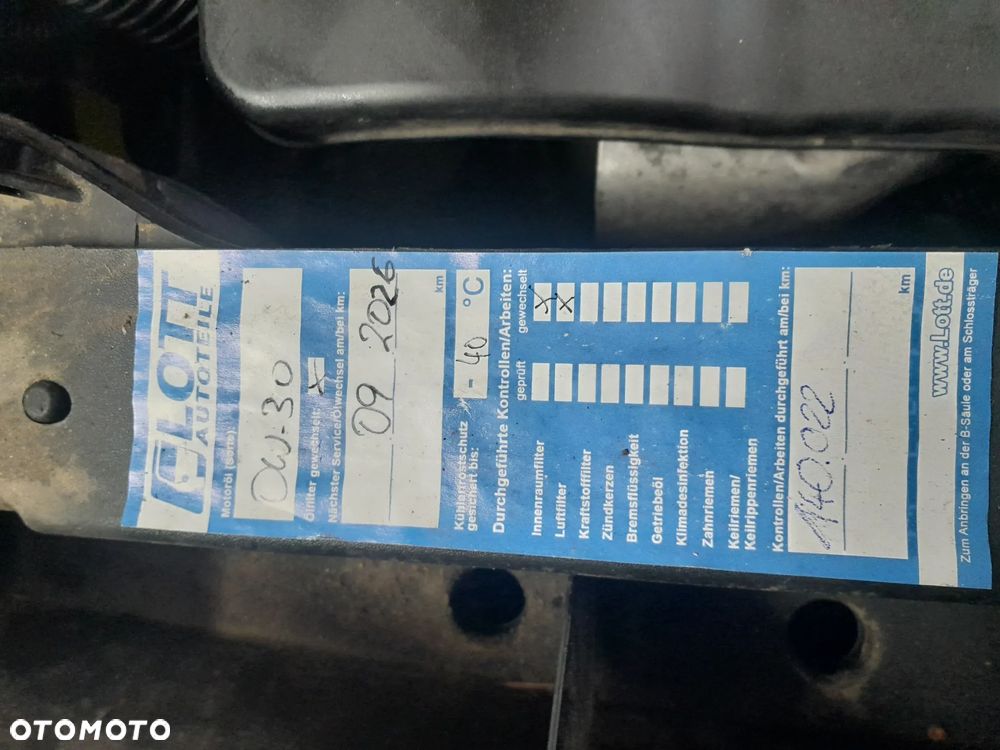 LOTT
AUTOTEILE
Motoröl (Sorte):
0W-30
Ölfilter gewechselt: x
Nächster Service/Ölwechsel am/bei km:
09 2026
km
Kühlerfrostschutz
gesichert bis: - 40 °C
Durchgeführte Kontrollen/Arbeiten:
geprüft gewechselt
Innenraumfilter x
Luftfilter x
Kraftstofffilter
Zündkerzen
Bremsflüssigkeit
Getriebeöl
Klimadesinfektion
Zahnriemen
Keilriemen/
Keilrippenriemen
Kontrollen/Arbeiten durchgeführt am/bei km:
140.022
km
www.Lott.de
Zum Anbringen an der B-Säule oder am Schlossträger
OTOMOTO